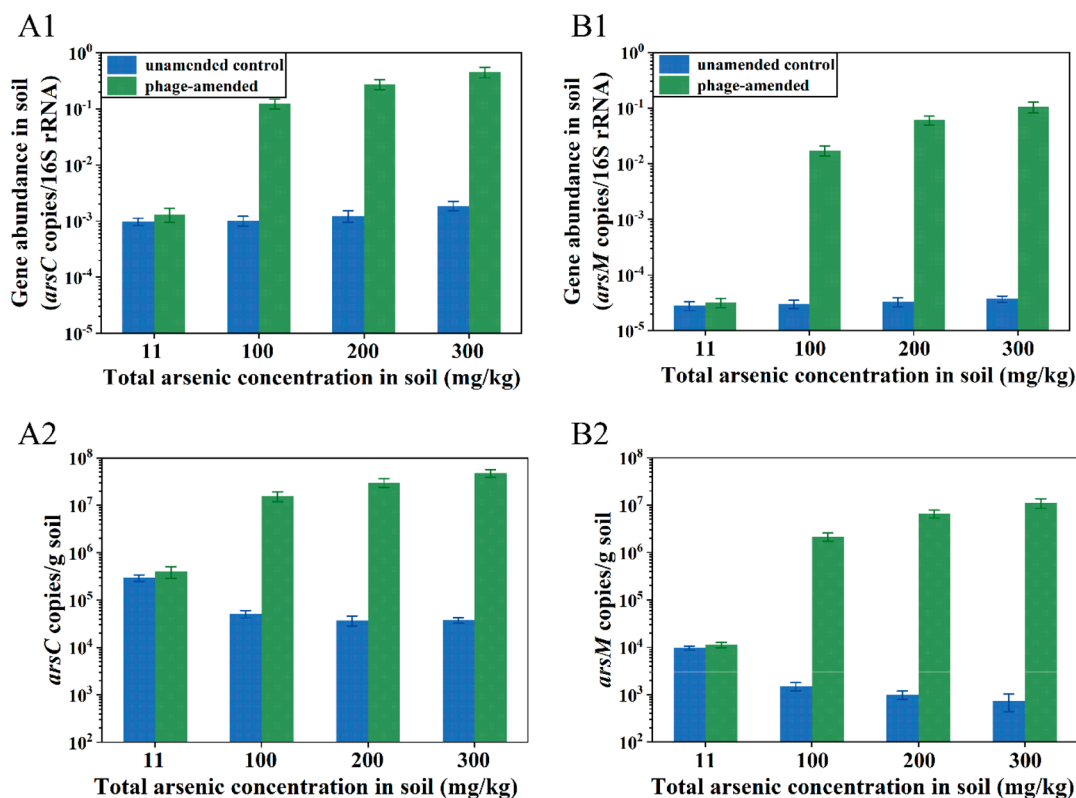 A1
unamended control
phage-amended
Gene abundance in soil
(arsC copies/16S rRNA)
10^0
10^-1
10^-2
10^-3
10^-4
10^-5
11 100 200 300
Total arsenic concentration in soil (mg/kg)
B1
unamended control
phage-amended
Gene abundance in soil
(arsM copies/16S rRNA)
10^0
10^-1
10^-2
10^-3
10^-4
10^-5
11 100 200 300
Total arsenic concentration in soil (mg/kg)
A2
arsC copies/g soil
10^8
10^7
10^6
10^5
10^4
10^3
10^2
11 100 200 300
Total arsenic concentration in soil (mg/kg)
B2
arsM copies/g soil
10^8
10^7
10^6
10^5
10^4
10^3
10^2
11 100 200 300
Total arsenic concentration in soil (mg/kg)